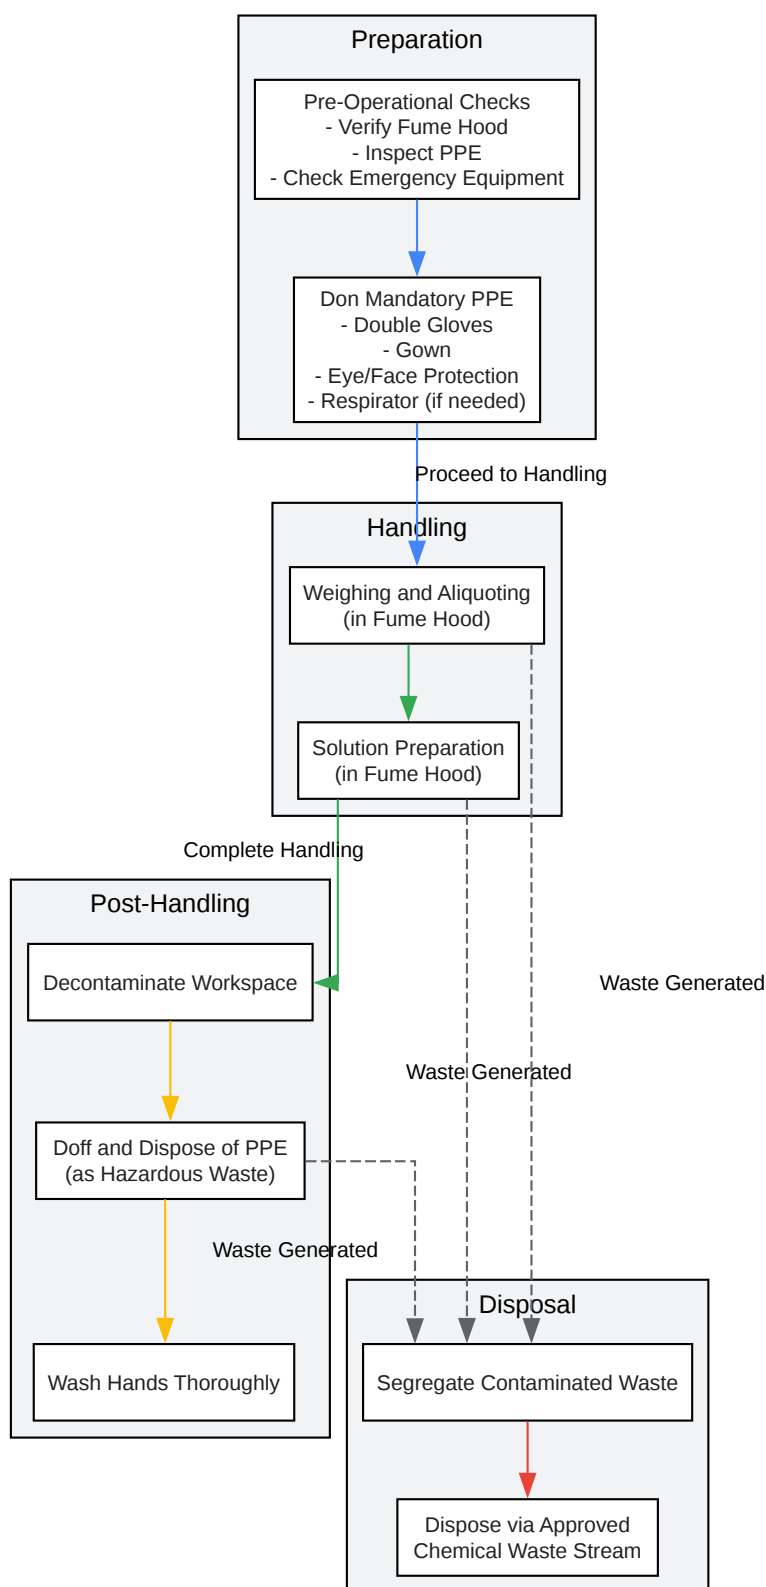 Preparation
Pre-Operational Checks
- Verify Fume Hood
- Inspect PPE
- Check Emergency Equipment
Don Mandatory PPE
- Double Gloves
- Gown
- Eye/Face Protection
- Respirator (if needed)
Proceed to Handling
Handling
Weighing and Aliquoting
(in Fume Hood)
Solution Preparation
(in Fume Hood)
Complete Handling
Post-Handling
Decontaminate Workspace
Waste Generated
Waste Generated
Doff and Dispose of PPE
(as Hazardous Waste)
Waste Generated
Disposal
Wash Hands Thoroughly
Segregate Contaminated Waste
Dispose via Approved
Chemical Waste Stream